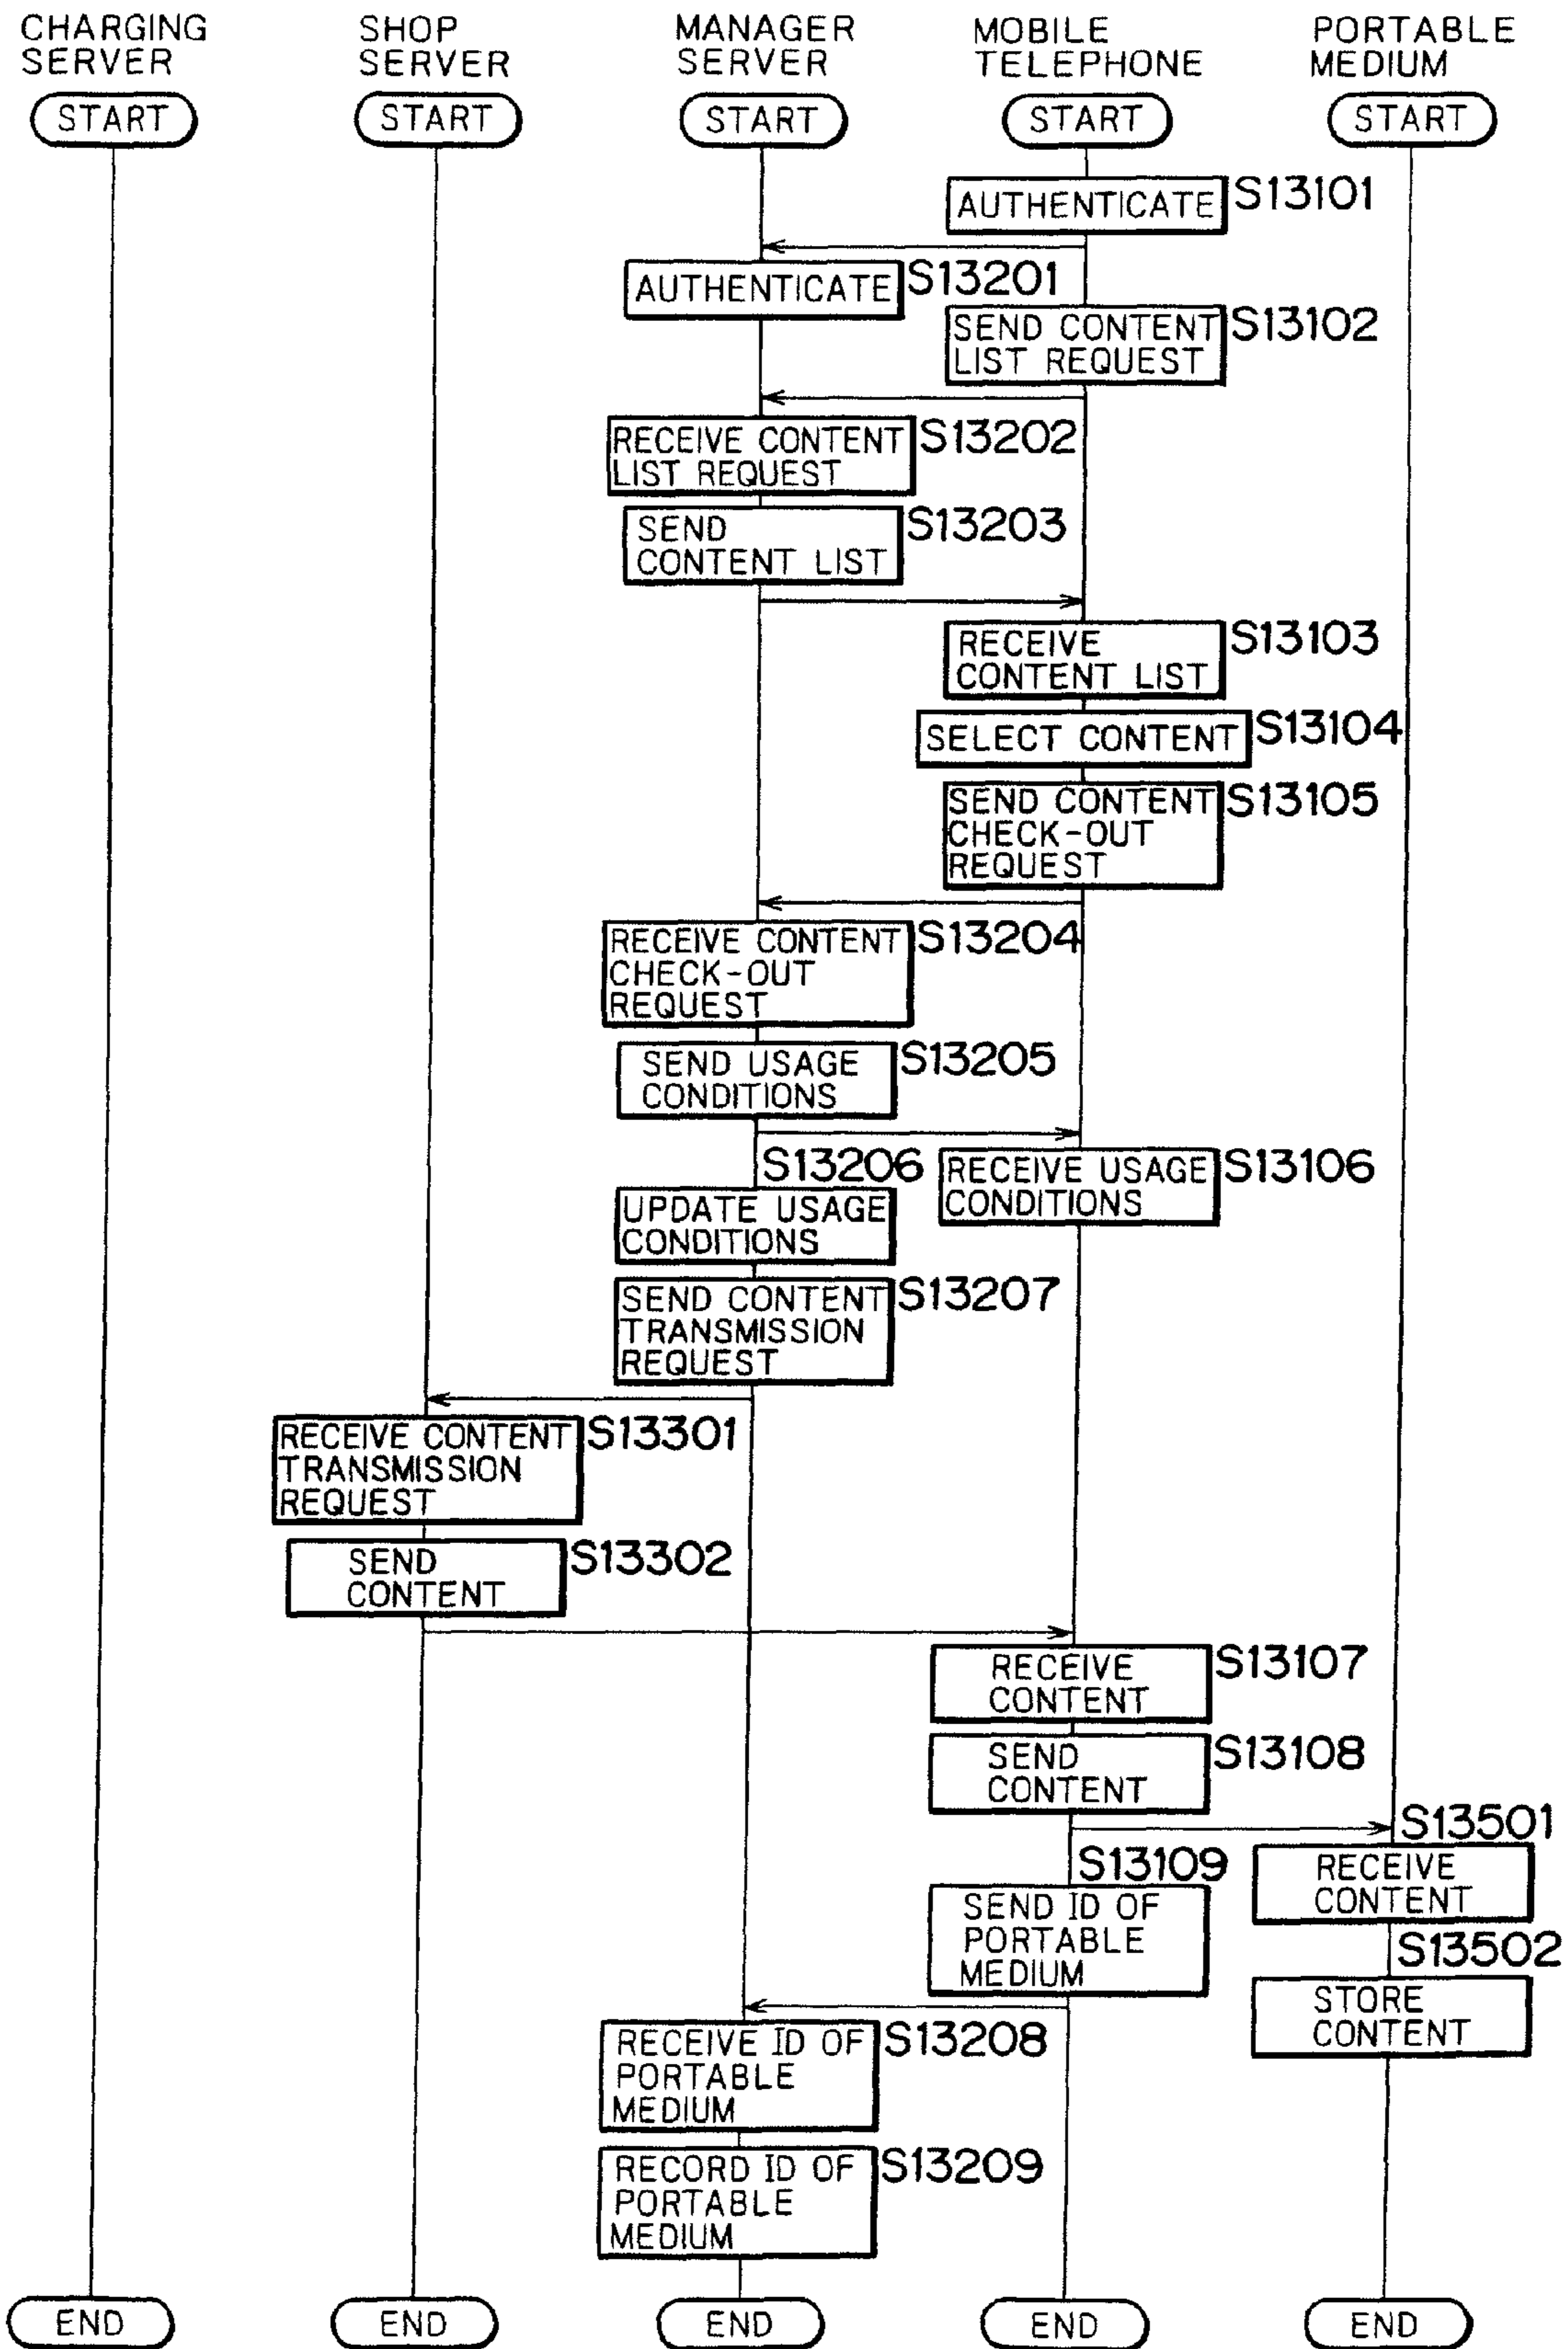 CHARGING
SERVER
SHOP
SERVER
MANAGER
SERVER
MOBILE
TELEPHONE
PORTABLE
MEDIUM
START
START
START
START
START
AUTHENTICATE
S13101
AUTHENTICATE
S13201
SEND CONTENT
LIST REQUEST
S13102
RECEIVE CONTENT
LIST REQUEST
S13202
SEND
CONTENT LIST
S13203
RECEIVE
CONTENT LIST
S13103
SELECT CONTENT
S13104
SEND CONTENT
CHECK-OUT
REQUEST
S13105
RECEIVE CONTENT
CHECK-OUT
REQUEST
S13204
SEND USAGE
CONDITIONS
S13205
S13206
UPDATE USAGE
CONDITIONS
RECEIVE USAGE
CONDITIONS
S13106
SEND CONTENT
TRANSMISSION
REQUEST
S13207
RECEIVE CONTENT
TRANSMISSION
REQUEST
S13301
SEND
CONTENT
S13302
RECEIVE
CONTENT
S13107
SEND
CONTENT
S13108
S13501
RECEIVE
CONTENT
S13109
SEND ID OF
PORTABLE
MEDIUM
S13502
STORE
CONTENT
RECEIVE ID OF
PORTABLE
MEDIUM
S13208
RECORD ID OF
PORTABLE
MEDIUM
S13209
END
END
END
END
END